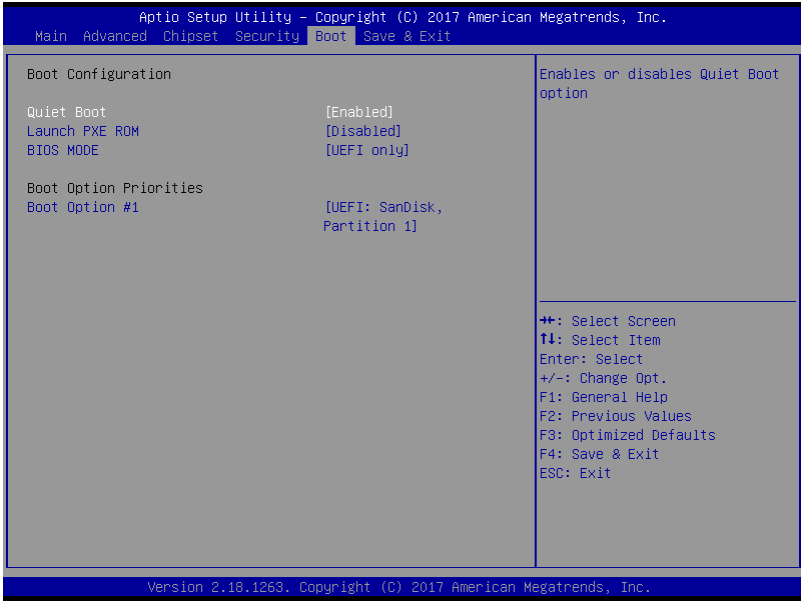 Aptio Setup Utility – Copyright (C) 2017 American Megatrends, Inc.
Main Advanced Chipset Security Boot Save & Exit
Boot Configuration
Quiet Boot [Enabled]
Launch PXE ROM [Disabled]
BIOS MODE [UEFI only]
Boot Option Priorities
Boot Option #1 [UEFI: SanDisk,
Partition 1]
Enables or disables Quiet Boot
option
→←: Select Screen
↑↓: Select Item
Enter: Select
+/–: Change Opt.
F1: General Help
F2: Previous Values
F3: Optimized Defaults
F4: Save & Exit
ESC: Exit
Version 2.18.1263. Copyright (C) 2017 American Megatrends, Inc.